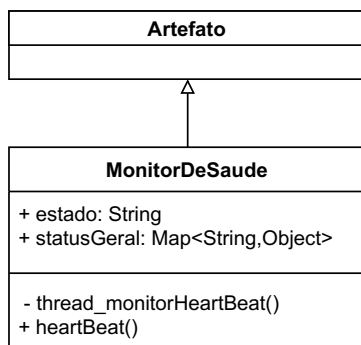 Artefato
MonitorDeSaude
+ estado: String
+ statusGeral: Map<String,Object>
- thread_monitorHeartBeat()
+ heartBeat()